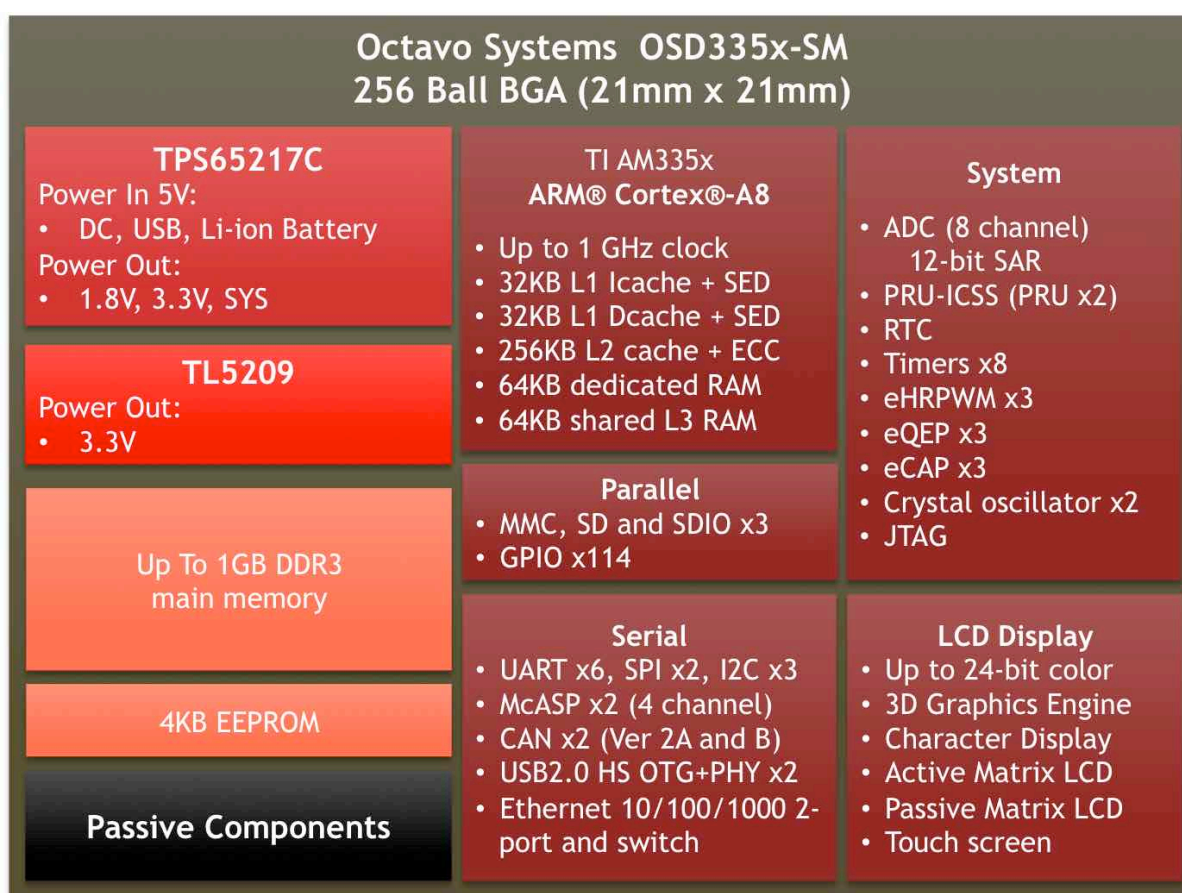 Octavo Systems OSD335x-SM
256 Ball BGA (21mm x 21mm)
TPS65217C
Power In 5V:
• DC, USB, Li-ion Battery
Power Out:
• 1.8V, 3.3V, SYS
TL5209
Power Out:
• 3.3V
Up To 1GB DDR3
main memory
4KB EEPROM
Passive Components
TI AM335x
ARM® Cortex®-A8
• Up to 1 GHz clock
• 32KB L1 Icache + SED
• 32KB L1 Dcache + SED
• 256KB L2 cache + ECC
• 64KB dedicated RAM
• 64KB shared L3 RAM
Parallel
• MMC, SD and SDIO x3
• GPIO x114
Serial
• UART x6, SPI x2, I2C x3
• McASP x2 (4 channel)
• CAN x2 (Ver 2A and B)
• USB2.0 HS OTG+PHY x2
• Ethernet 10/100/1000 2-
port and switch
System
• ADC (8 channel)
12-bit SAR
• PRU-ICSS (PRU x2)
• RTC
• Timers x8
• eHRPWM x3
• eQEP x3
• eCAP x3
• Crystal oscillator x2
• JTAG
LCD Display
• Up to 24-bit color
• 3D Graphics Engine
• Character Display
• Active Matrix LCD
• Passive Matrix LCD
• Touch screen